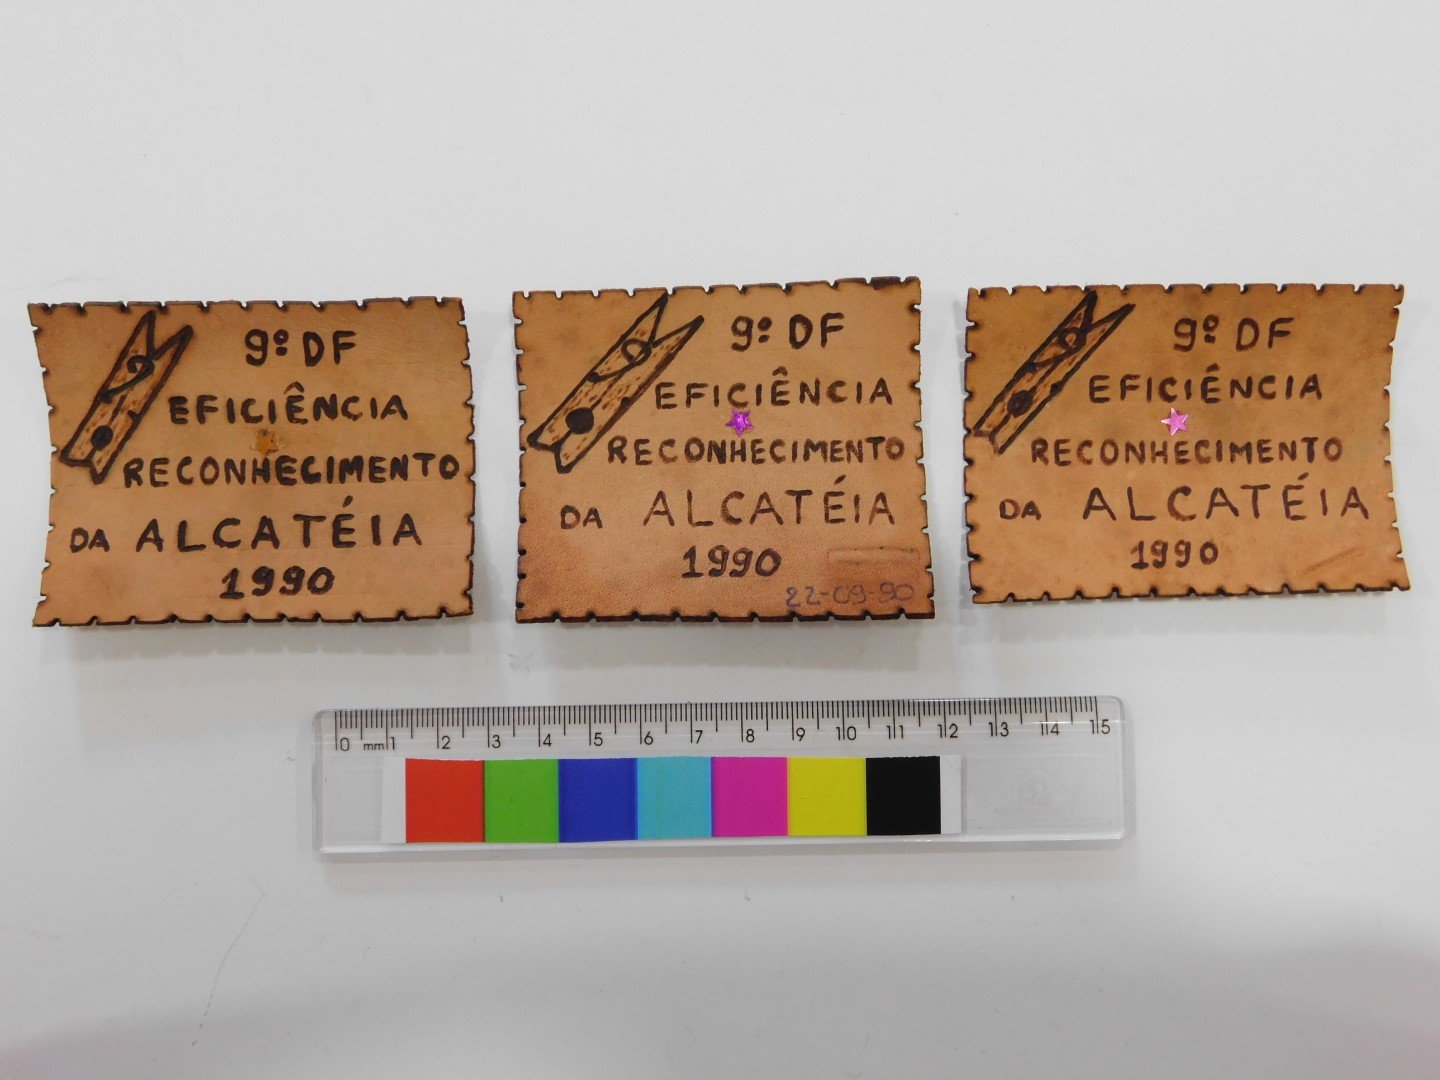 9º DF
EFICIÊNCIA
RECONHECIMENTO
DA ALCATÉIA
1990
9º DF
EFICIÊNCIA
RECONHECIMENTO
DA ALCATÉIA
1990
22-09-90
9º DF
EFICIÉNCIA
RECONHECIMENTO
DA ALCATÉIA
1990
0 mm 1 2 3 4 5 6 7 8 9 10 11 12 13 14 15